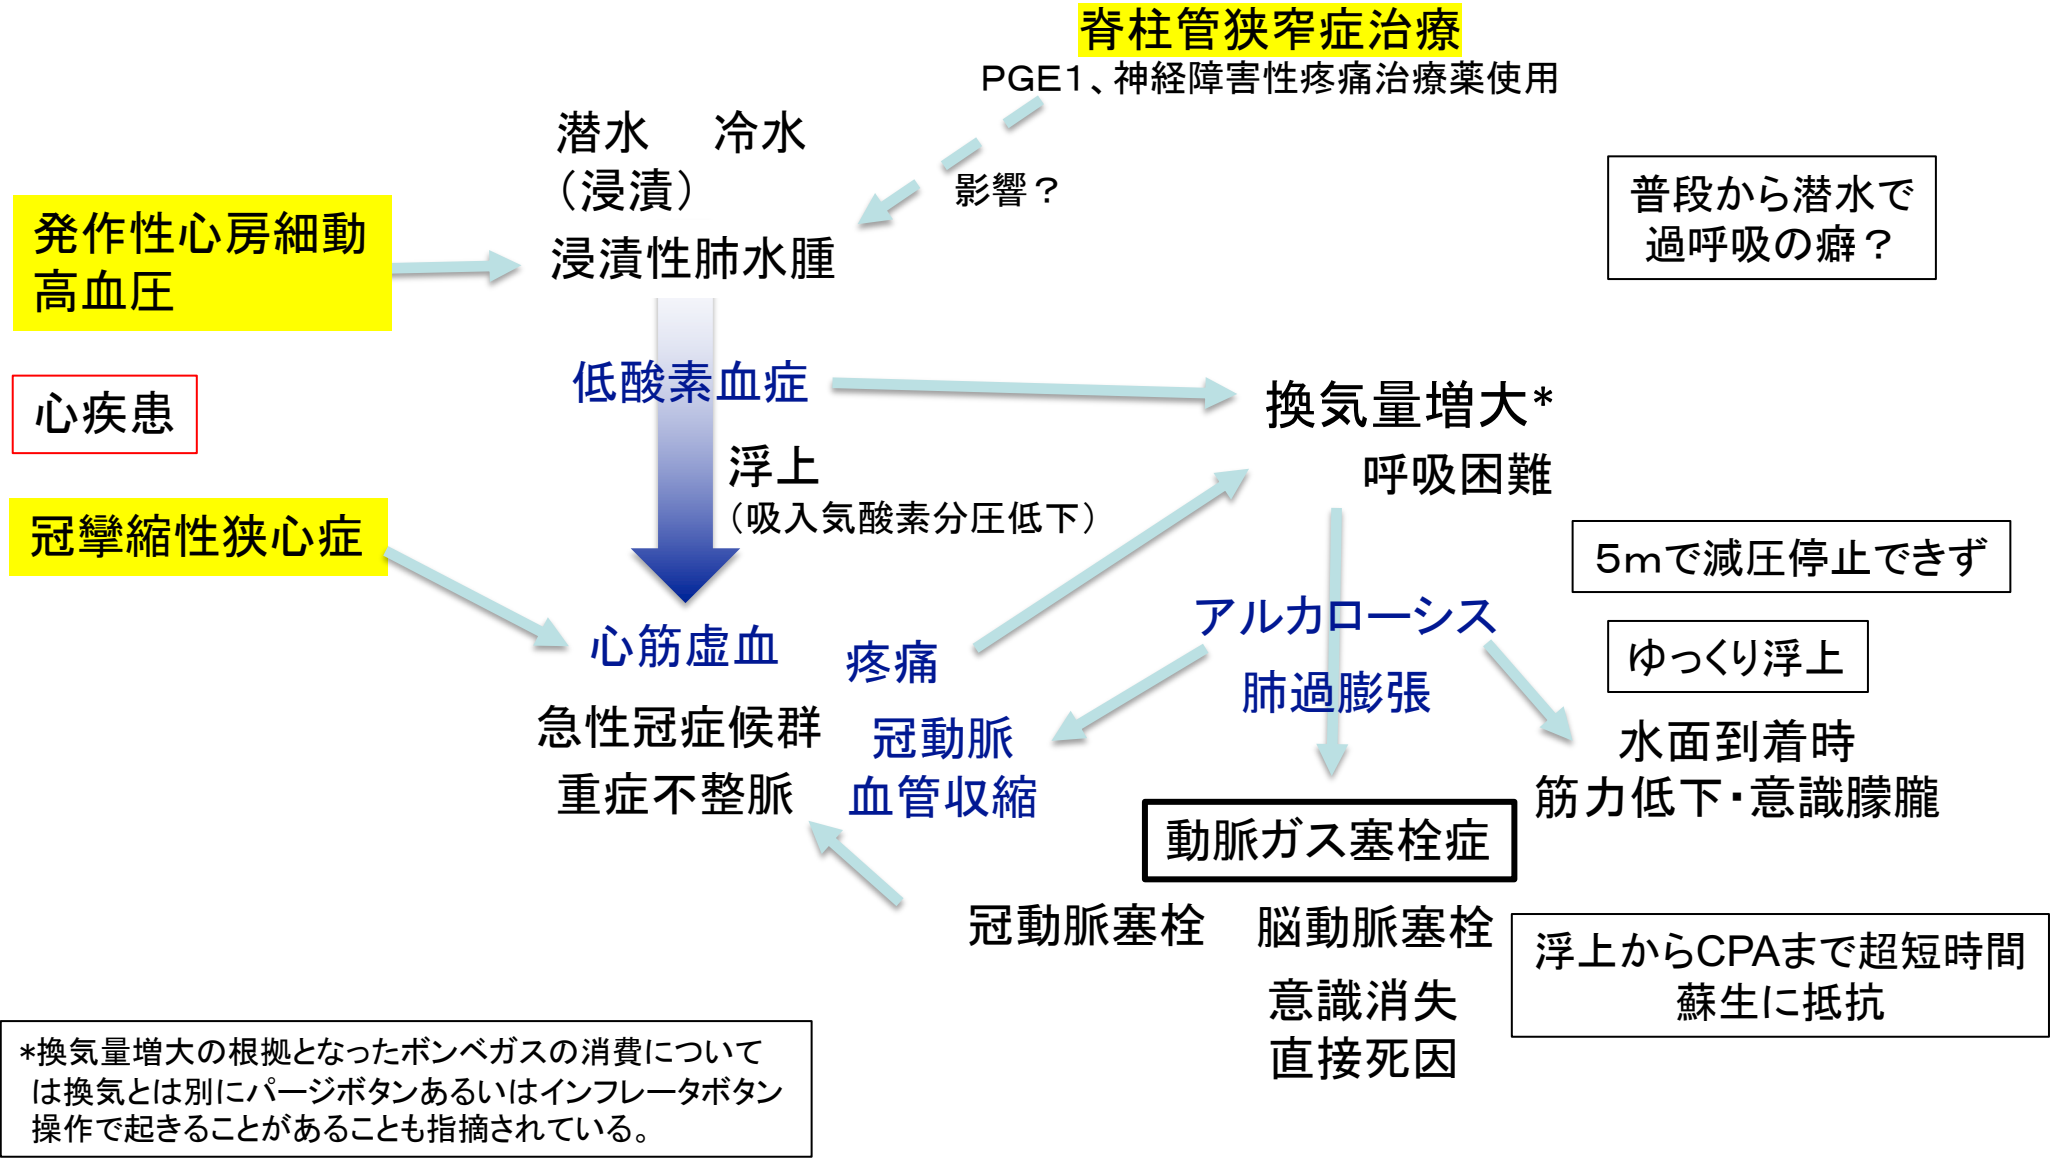 脊柱管狭窄症治療
PGE1、神経障害性疼痛治療薬使用
潜水　冷水
（浸漬）
影響？
浸漬性肺水腫
普段から潜水で
過呼吸の癖？
発作性心房細動
高血圧
低酸素血症
換気量増大*
呼吸困難
心疾患
浮上
（吸入気酸素分圧低下）
冠攣縮性狭心症
5mで減圧停止できず
アルカローシス
ゆっくり浮上
心筋虚血
疼痛
肺過膨張
急性冠症候群
重症不整脈
冠動脈
血管収縮
水面到着時
筋力低下・意識朦朧
動脈ガス塞栓症
冠動脈塞栓
脳動脈塞栓
意識消失
直接死因
浮上からCPAまで超短時間
蘇生に抵抗
*換気量増大の根拠となったボンベガスの消費について
は換気とは別にパージボタンあるいはインフレータボタン
操作で起きることがあることも指摘されている。